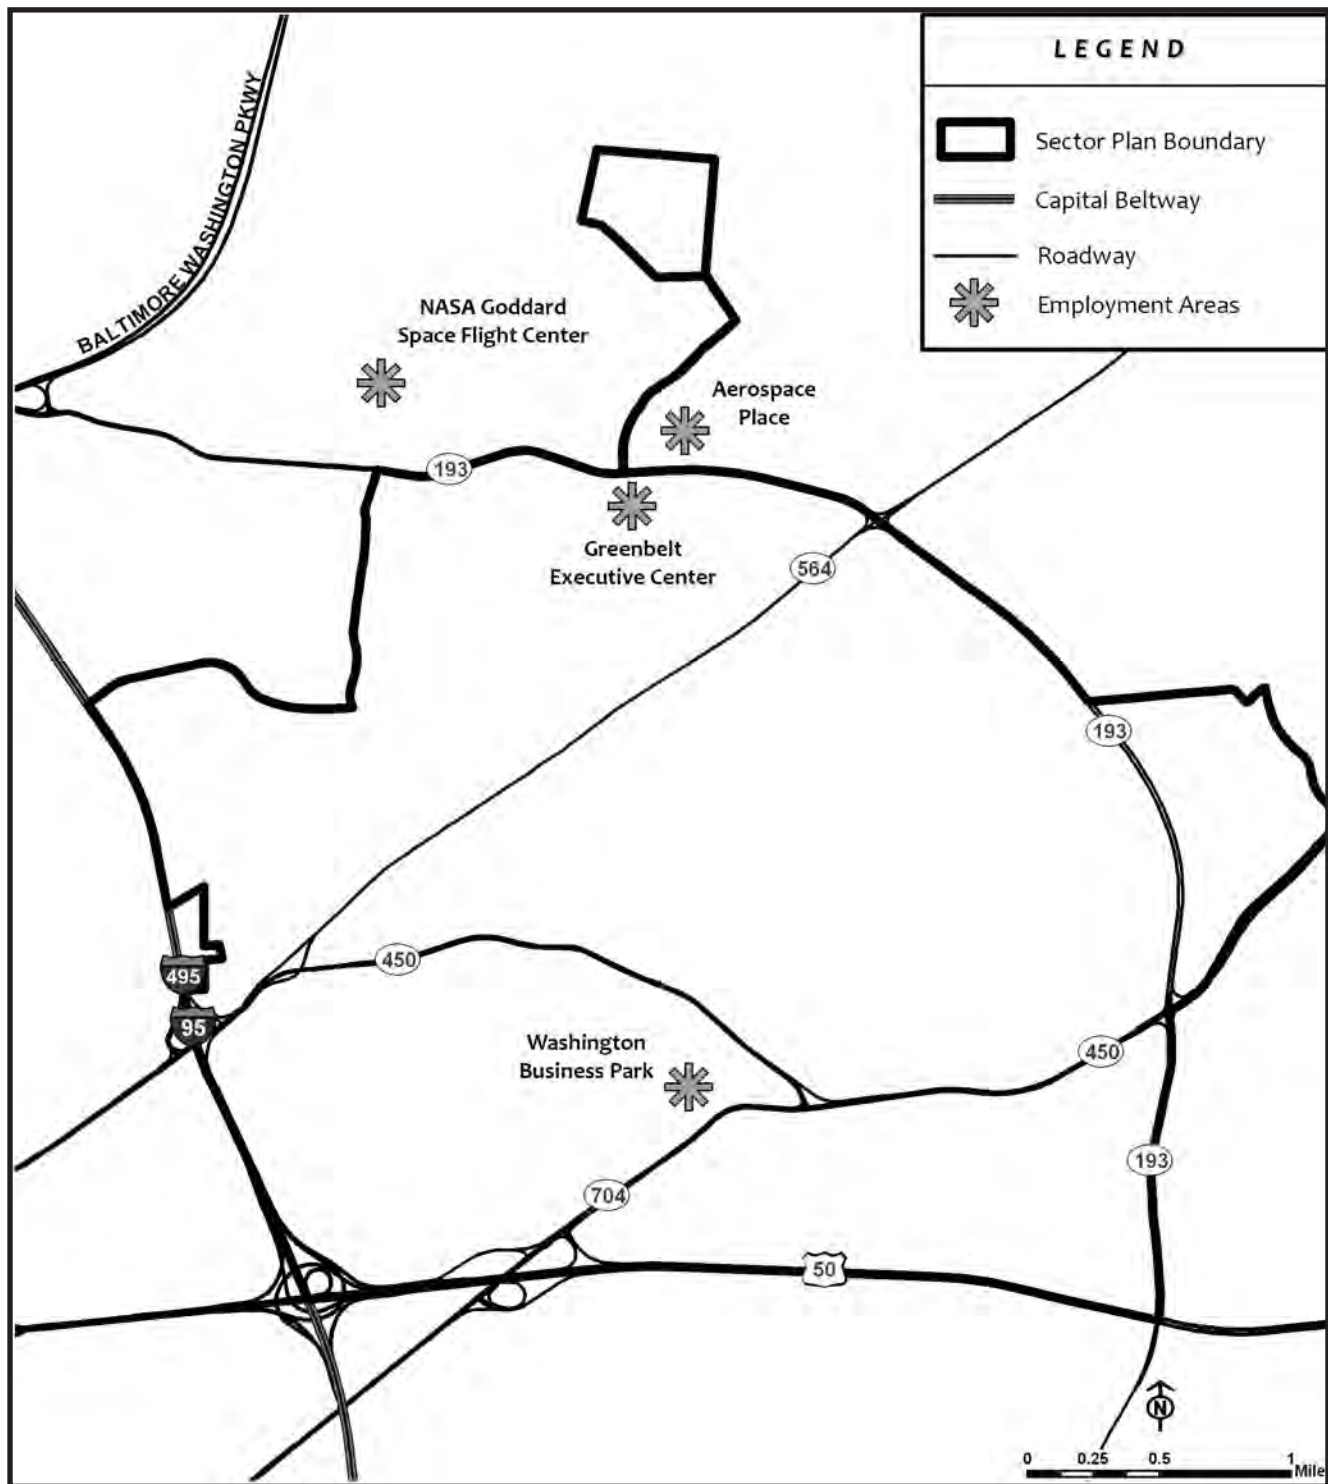 LEGEND
Sector Plan Boundary
Capital Beltway
Roadway
Employment Areas
BALTIMORE WASHINGTON PKWY
NASA Goddard
Space Flight Center
Aerospace
Place
193
Greenbelt
Executive Center
564
193
450
495
95
Washington
Business Park
450
193
704
50
N
0 0.25 0.5 1
Mile